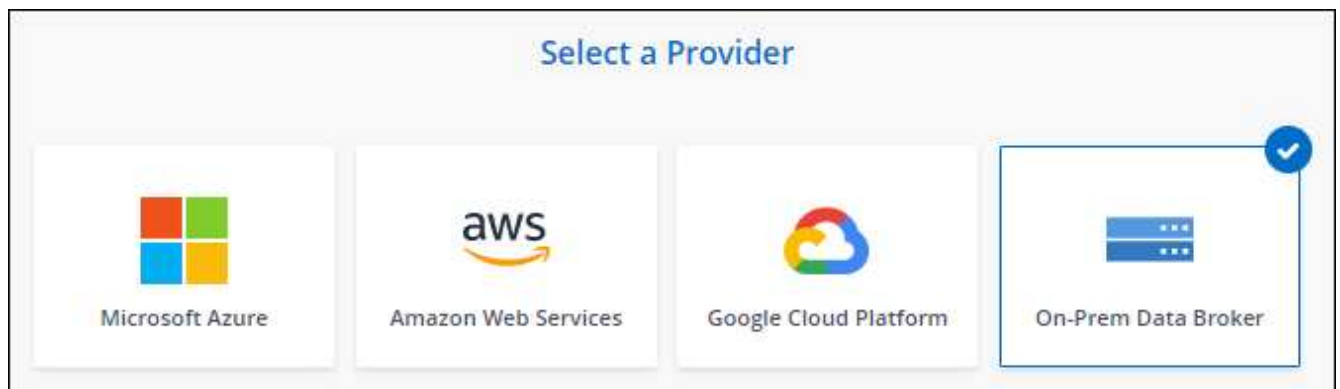 Select a Provider
aws
Microsoft Azure
Amazon Web Services
Google Cloud Platform
On-Prem Data Broker